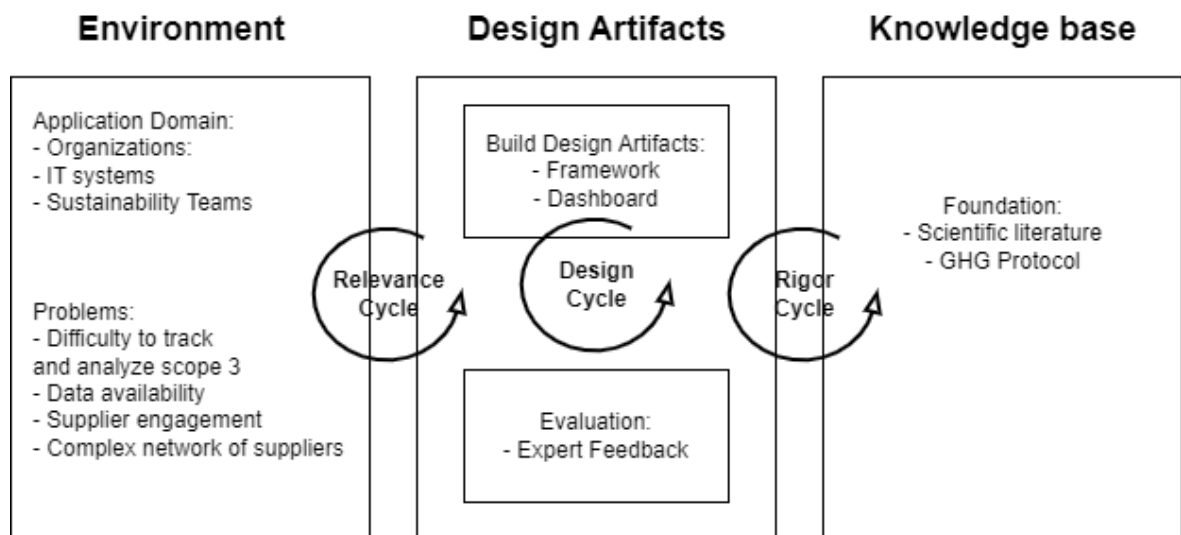 Environment
Application Domain:
- Organizations:
- IT systems
- Sustainability Teams
Problems:
- Difficulty to track
and analyze scope 3
- Data availability
- Supplier engagement
- Complex network of suppliers
Relevance
Cycle
Design Artifacts
Build Design Artifacts:
- Framework
- Dashboard
Design
Cycle
Evaluation:
- Expert Feedback
Rigor
Cycle
Knowledge base
Foundation:
- Scientific literature
- GHG Protocol